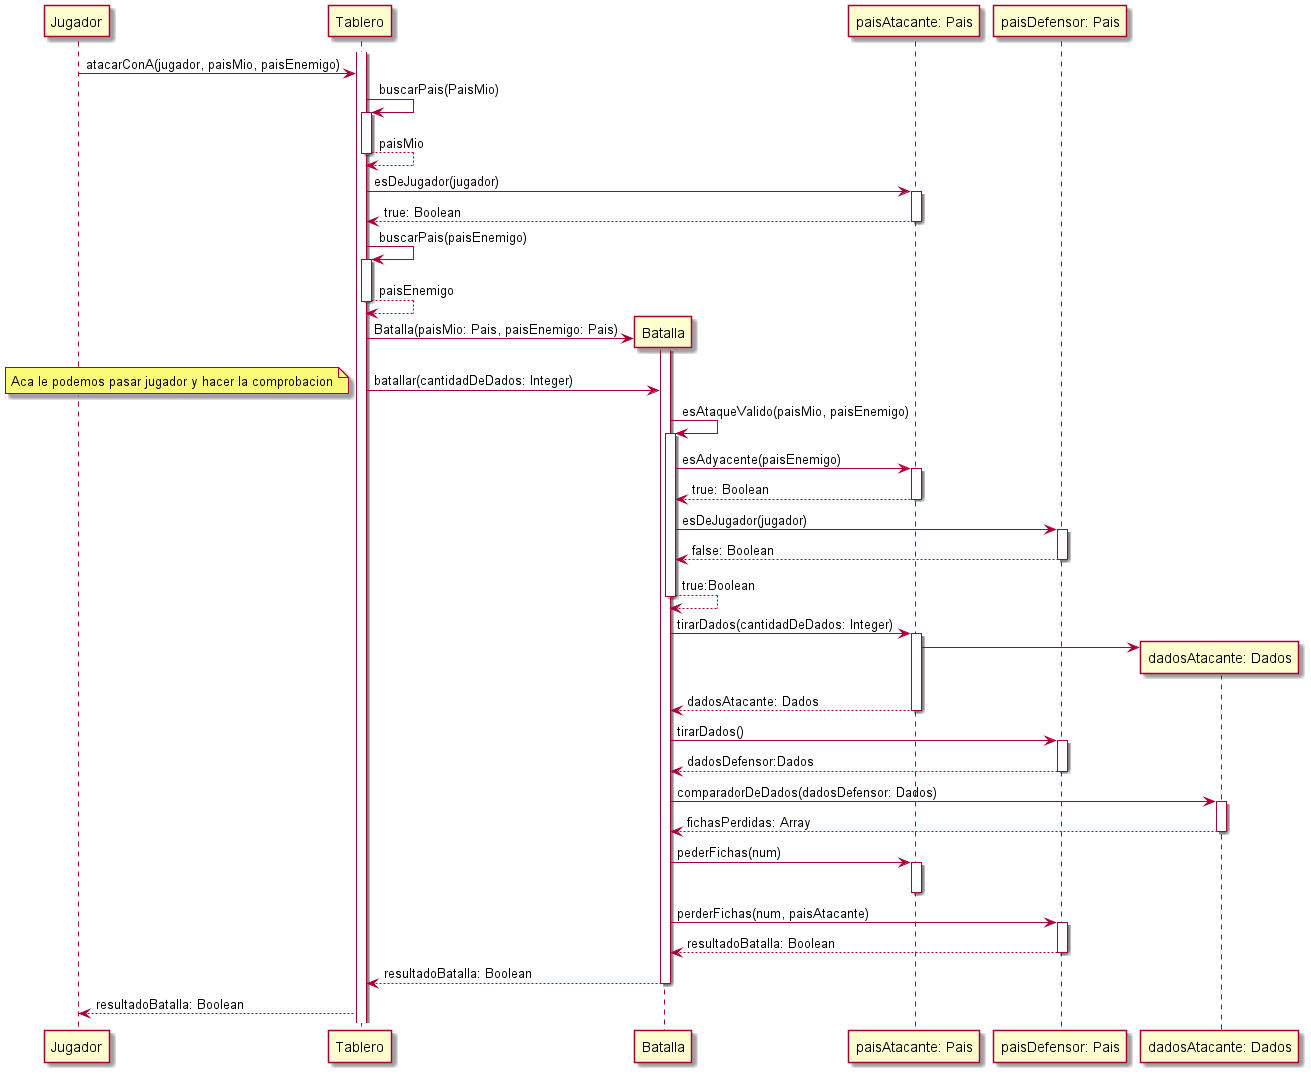 Jugador
Tablero
paisAtacante: Pais
paisDefensor: Pais
atacarConA(jugador, paisMio, paisEnemigo)
buscarPais(PaisMio)
paisMio
esDeJugador(jugador)
true: Boolean
buscarPais(paisEnemigo)
paisEnemigo
Batalla(paisMio: Pais, paisEnemigo: Pais)
Batalla
Aca le podemos pasar jugador y hacer la comprobacion
batallar(cantidadDeDados: Integer)
esAtaqueValido(paisMio, paisEnemigo)
esAdyacente(paisEnemigo)
true: Boolean
esDeJugador(jugador)
false: Boolean
true:Boolean
tirarDados(cantidadDeDados: Integer)
dadosAtacante: Dados
dadosAtacante: Dados
tirarDados()
dadosDefensor:Dados
comparadorDeDados(dadosDefensor: Dados)
fichasPerdidas: Array
pederFichas(num)
perderFichas(num, paisAtacante)
resultadoBatalla: Boolean
resultadoBatalla: Boolean
resultadoBatalla: Boolean
Jugador
Tablero
Batalla
paisAtacante: Pais
paisDefensor: Pais
dadosAtacante: Dados